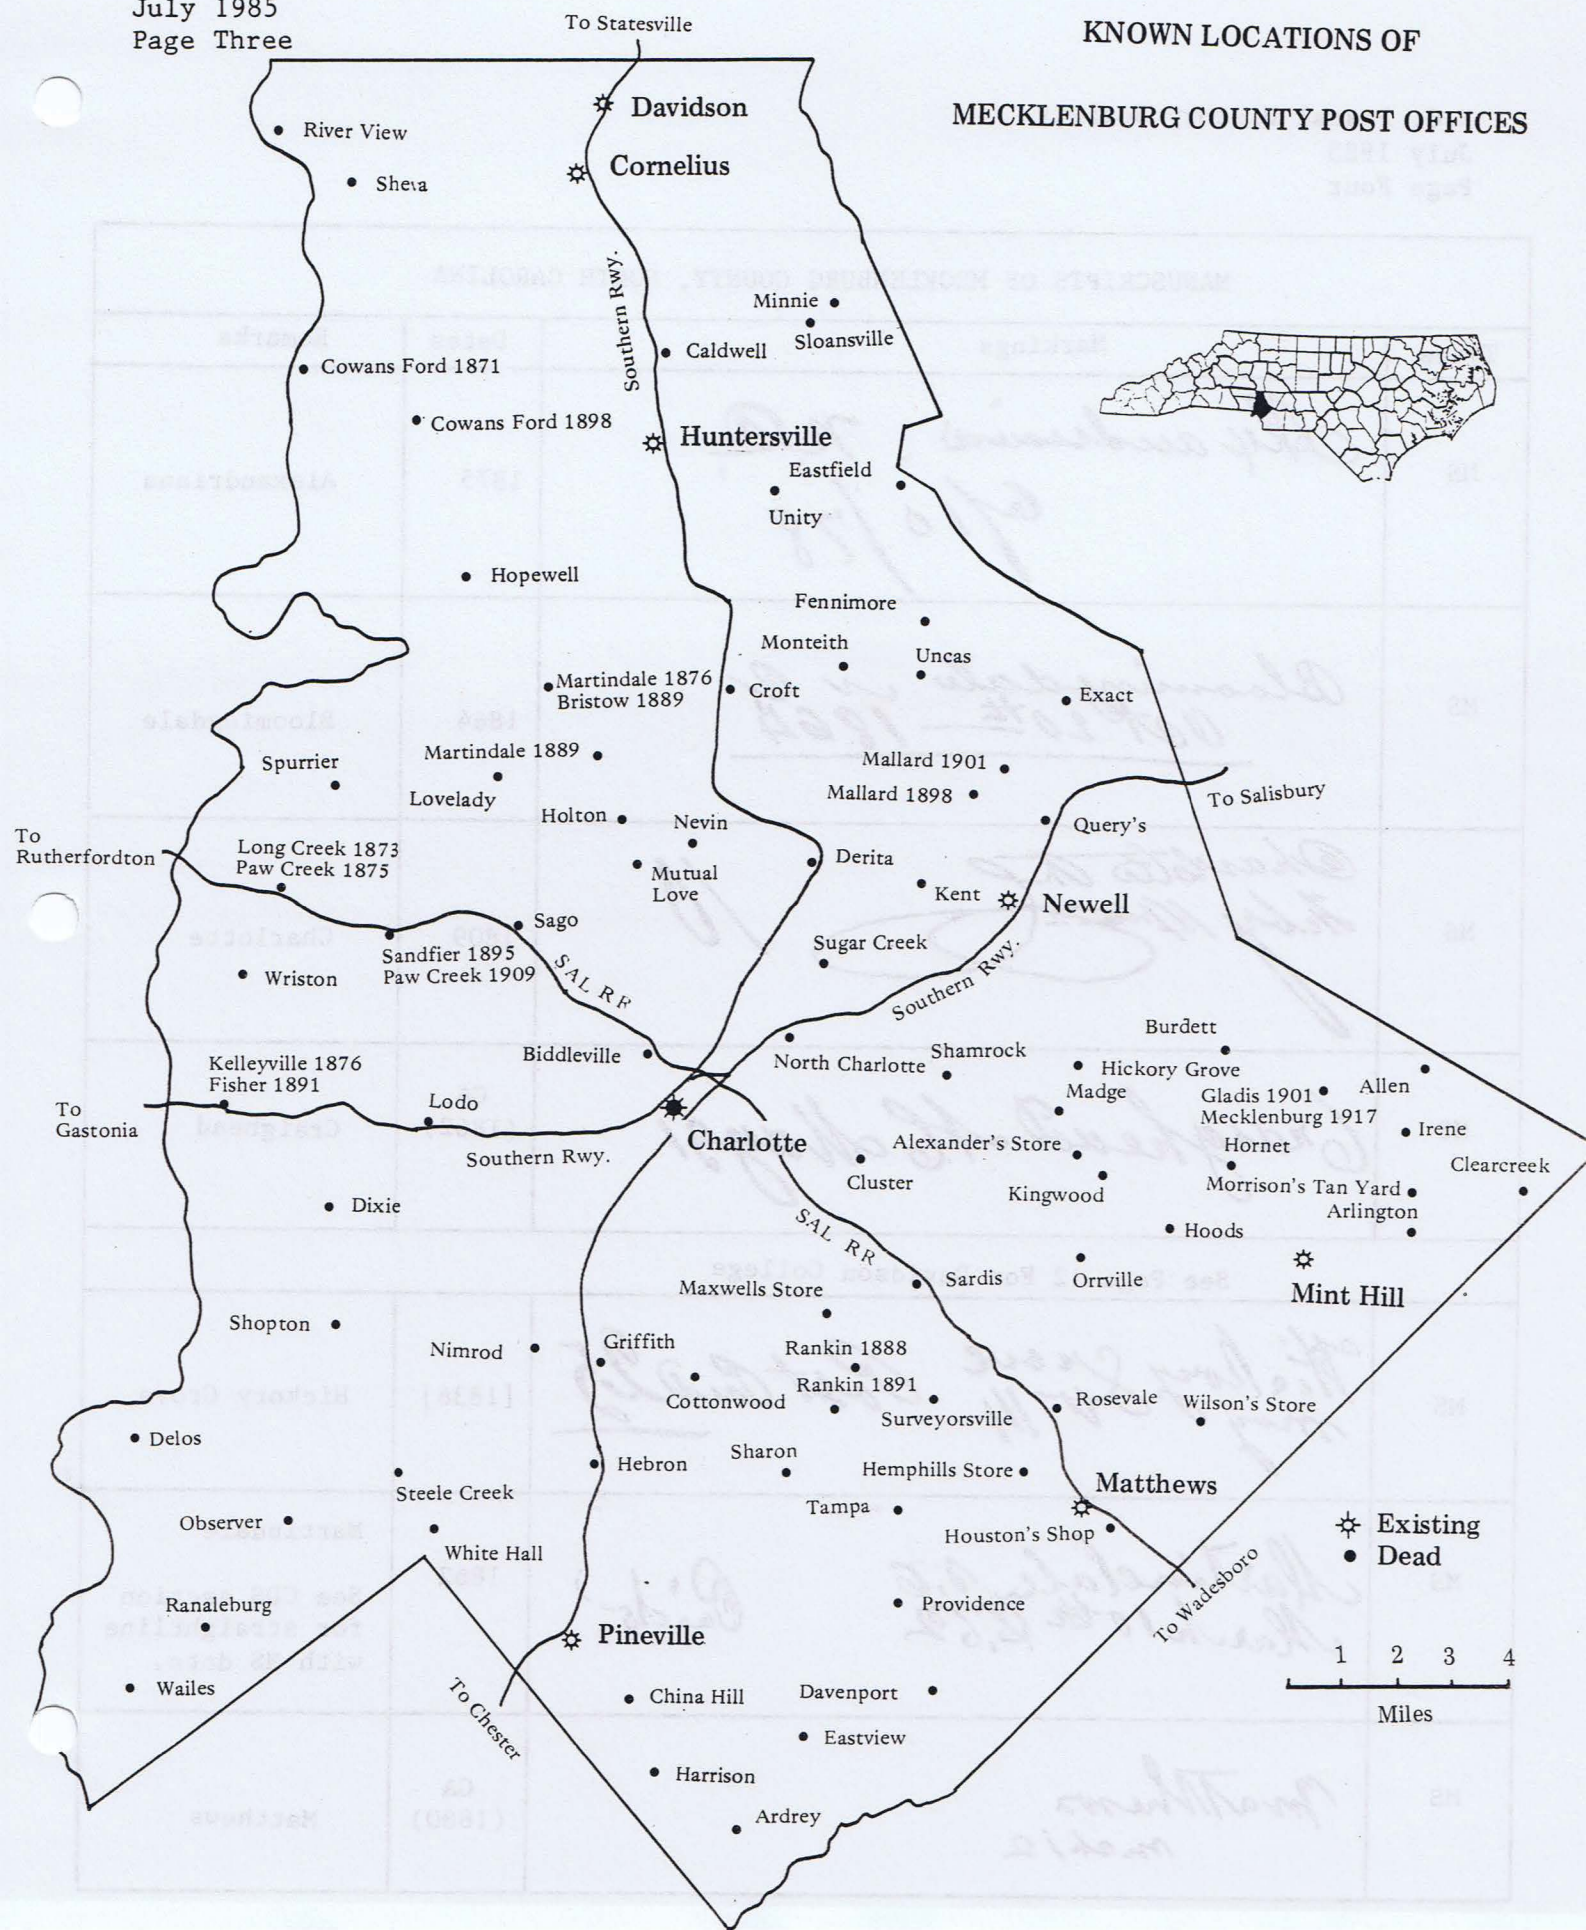 July 1985
Page Three
To Statesville
KNOWN LOCATIONS OF
MECKLENBURG COUNTY POST OFFICES
Davidson
River View
Cornelius
Southern Rwy.
Minnie
Sloansville
Caldwell
Cowans Ford 1871
Cowans Ford 1898
Huntersville
Eastfield
Unity
Hopewell
Fennimore
Monteith
Uncas
Martindale 1876
Bristow 1889
Croft
Exact
Martindale 1889
Mallard 1901
Spurrier
Lovelady
Mallard 1898
To Salisbury
Holton
Nevin
Query's
To
Rutherfordton
Long Creek 1873
Paw Creek 1875
Derita
Mutual
Love
Kent
Newell
Sago
Sugar Creek
Sandfier 1895
Paw Creek 1909
Wriston
SAL RR
Southern Rwy.
Burdett
Biddleville
North Charlotte
Shamrock
Hickory Grove
Kelleyville 1876
Fisher 1891
Madge
Gladis 1901
Mecklenburg 1917
Allen
To
Gastonia
Lodo
Charlotte
Southern Rwy.
Alexander's Store
Irene
Hornet
Clearcreek
Cluster
Kingwood
Morrison's Tan Yard
Arlington
Dixie
Hoods
SAL RR
Sardis
Orrville
Mint Hill
Maxwells Store
Shopton
Nimrod
Griffith
Rankin 1888
Rankin 1891
Cottonwood
Surveyorsville
Rosevale
Wilson's Store
Delos
Hebron
Sharon
Hemphills Store
Matthews
Steele Creek
Tampa
Observer
Houston's Shop
White Hall
Existing
Dead
Ranaleburg
Providence
To Wadesboro
Pineville
1 2 3 4
Miles
Wailes
To Chester
China Hill
Davenport
Eastview
Harrison
Ardrey